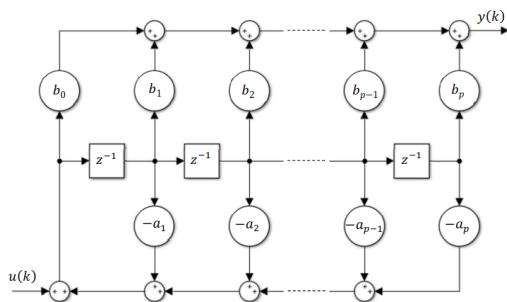 y(k)
b₀ b₁ b₂ bₚ₋₁ bₚ
z⁻¹ z⁻¹ z⁻¹
−a₁ −a₂ −aₚ₋₁ −aₚ
u(k)